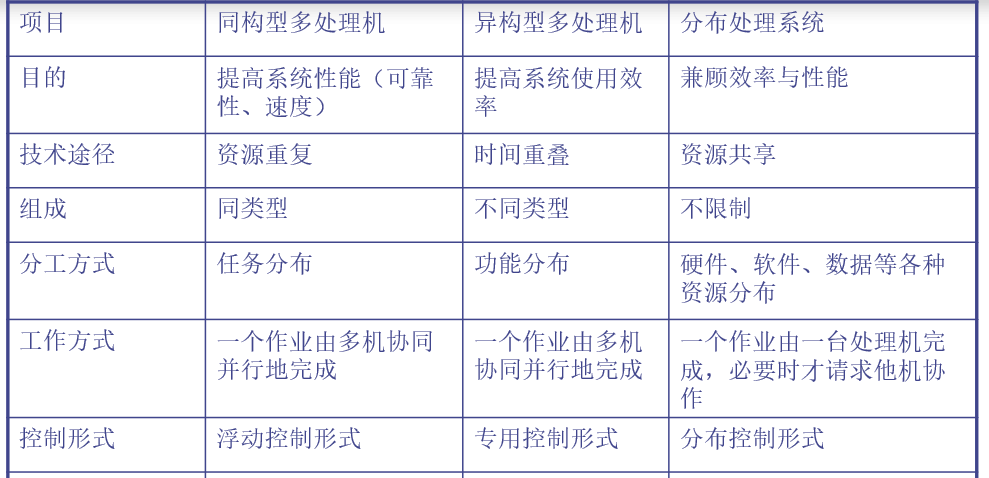 项目
同构型多处理机
异构型多处理机
分布处理系统
目的
提高系统性能（可靠
性、速度）
提高系统使用效
率
兼顾效率与性能
技术途径
资源重复
时间重叠
资源共享
组成
同类型
不同类型
不限制
分工方式
任务分布
功能分布
硬件、软件、数据等各种
资源分布
工作方式
一个作业由多机协同
并行地完成
一个作业由多机
协同并行地完成
一个作业由一台处理机完
成，必要时才请求他机协
作
控制形式
浮动控制形式
专用控制形式
分布控制形式